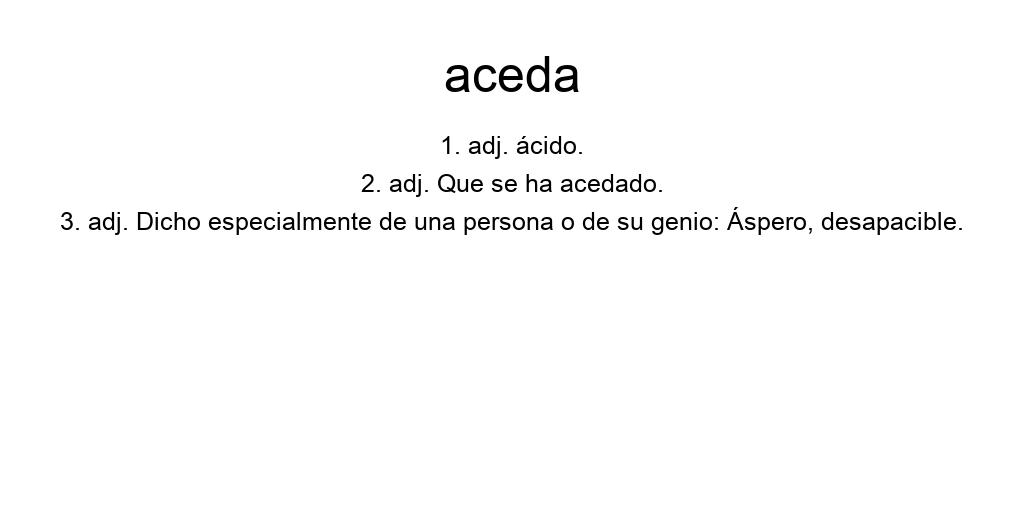 aceda
1. adj. ácido.
2. adj. Que se ha acedado.
3. adj. Dicho especialmente de una persona o de su genio: Áspero, desapacible.